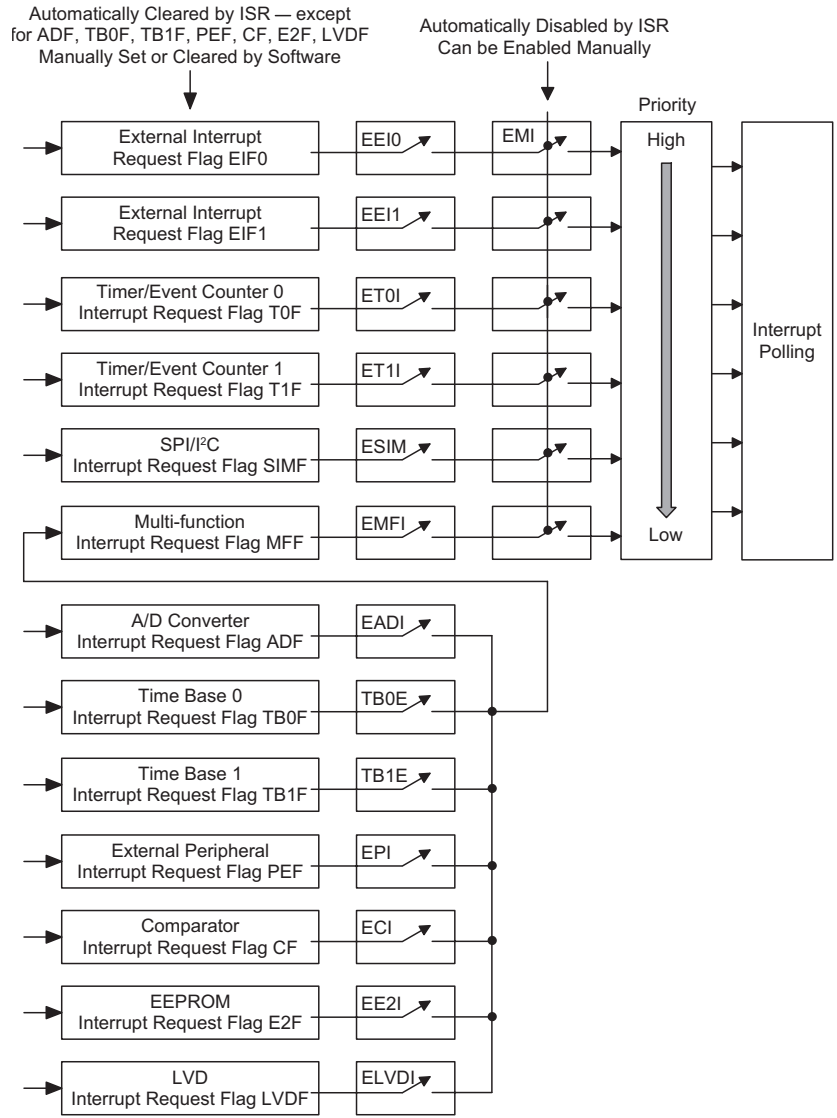 Automatically Cleared by ISR — except
for ADF, TB0F, TB1F, PEF, CF, E2F, LVDF
Manually Set or Cleared by Software
Automatically Disabled by ISR
Can be Enabled Manually
Priority
External Interrupt
Request Flag EIF0
EEI0
EMI
High
External Interrupt
Request Flag EIF1
EEI1
Timer/Event Counter 0
Interrupt Request Flag T0F
ET0I
Timer/Event Counter 1
Interrupt Request Flag T1F
ET1I
Interrupt
Polling
SPI/I²C
Interrupt Request Flag SIMF
ESIM
Multi-function
Interrupt Request Flag MFF
EMFI
Low
A/D Converter
Interrupt Request Flag ADF
EADI
Time Base 0
Interrupt Request Flag TB0F
TB0E
Time Base 1
Interrupt Request Flag TB1F
TB1E
External Peripheral
Interrupt Request Flag PEF
EPI
Comparator
Interrupt Request Flag CF
ECI
EEPROM
Interrupt Request Flag E2F
EE2I
LVD
Interrupt Request Flag LVDF
ELVDI